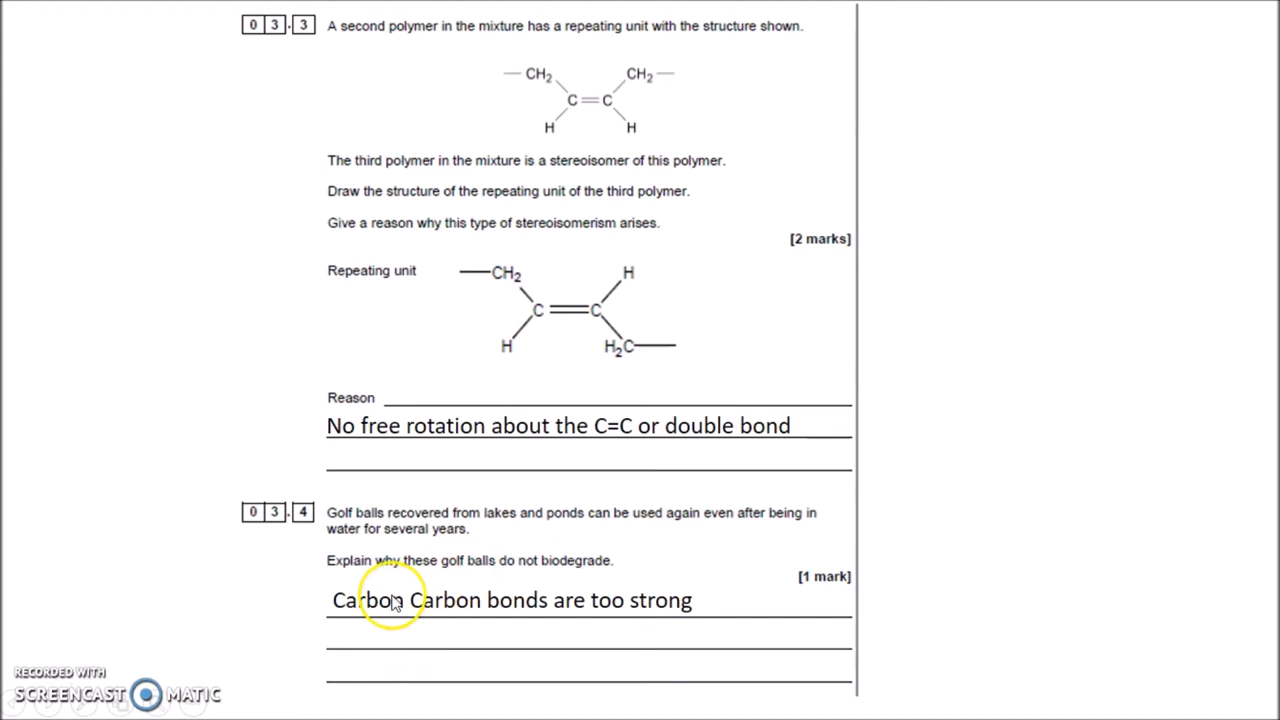 03.3 A second polymer in the mixture has a repeating unit with the structure shown.
— CH₂ CH₂ —
C=C
H H
The third polymer in the mixture is a stereoisomer of this polymer.
Draw the structure of the repeating unit of the third polymer.
Give a reason why this type of stereoisomerism arises.
[2 marks]
Repeating unit —CH₂ H
C=C
H H₂C—
Reason
No free rotation about the C=C or double bond
03.4 Golf balls recovered from lakes and ponds can be used again even after being in
water for several years.
Explain why these golf balls do not biodegrade.
[1 mark]
Carbon Carbon bonds are too strong
RECORDED WITH
SCREENCAST MATIC